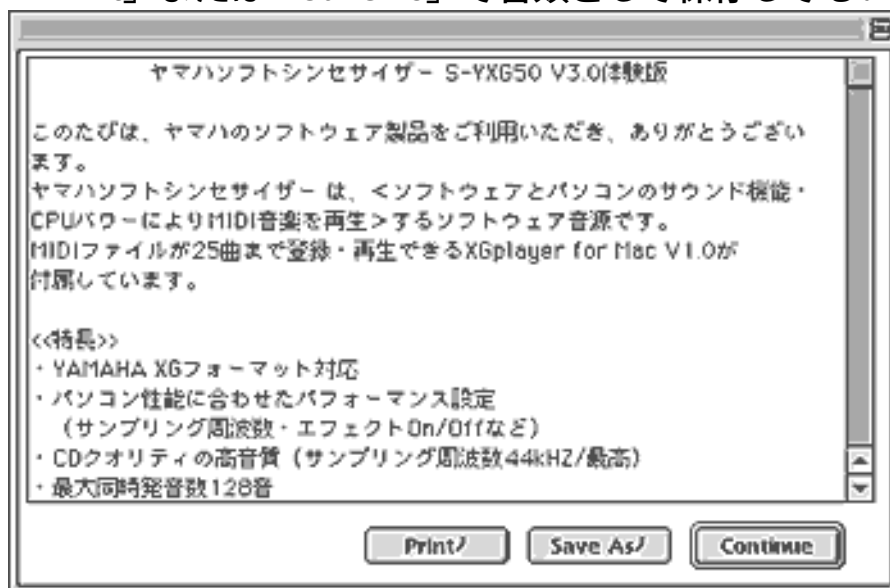 ヤマハソフトシンセサイザー S-YXG50 V3.0体験版
このたびは、ヤマハのソフトウェア製品をご利用いただき、ありがとうござい
ます。
ヤマハソフトシンセサイザー は、<ソフトウェアとパソコンのサウンド機能・
CPUパワーによりMIDI音楽を再生>するソフトウェア音源です。
MIDIファイルが25曲まで登録・再生できるXGplayer for Mac V1.0が
付属しています。
<<特長>>
・YAMAHA XGフォーマット対応
・パソコン性能に合わせたパフォーマンス設定
（サンプリング周波数・エフェクトOn/Offなど）
・CDクオリティの高音質（サンプリング周波数44kHZ/最高）
・最大同時発音数128音
Printﾉ Save Asﾉ Continue